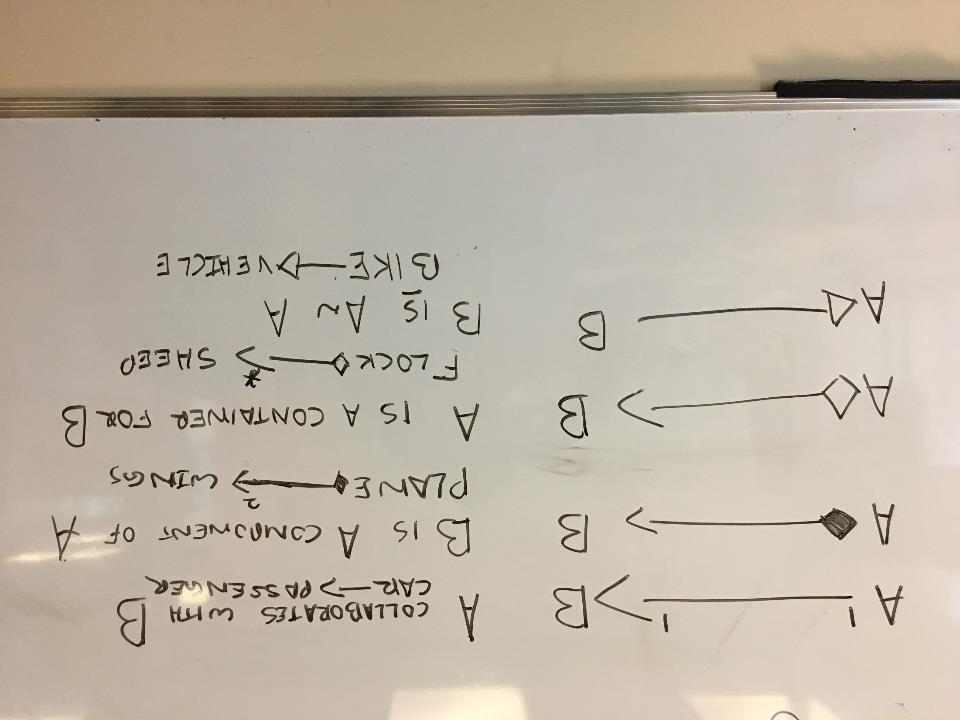 A 1 1 B
A COLLABORATES WITH B
CAR PASSENGER
A B
B IS A COMPONENT OF A
PLANE 2 WINGS
A B
A IS A CONTAINER FOR B
FLOCK * SHEEP
A B
B IS AN A
BIKE VEHICLE